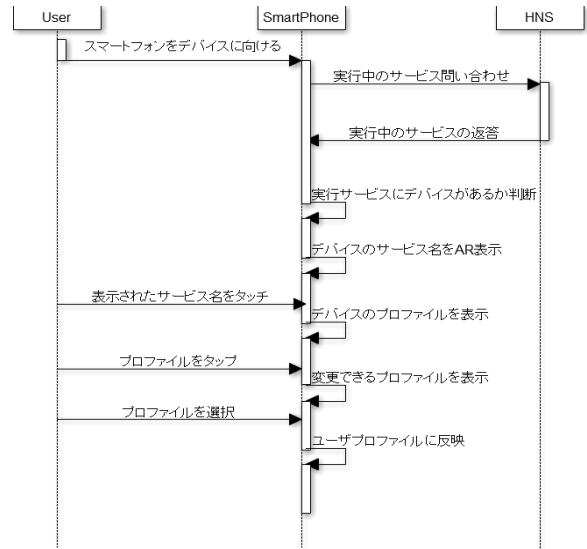 User
SmartPhone
HNS
スマートフォンをデバイスに向ける
実行中のサービス問い合わせ
実行中のサービスの返答
実行サービスにデバイスがあるか判断
デバイスのサービス名をAR表示
表示されたサービス名をタッチ
デバイスのプロファイルを表示
プロファイルをタップ
変更できるプロファイルを表示
プロファイルを選択
ユーザプロファイルに反映